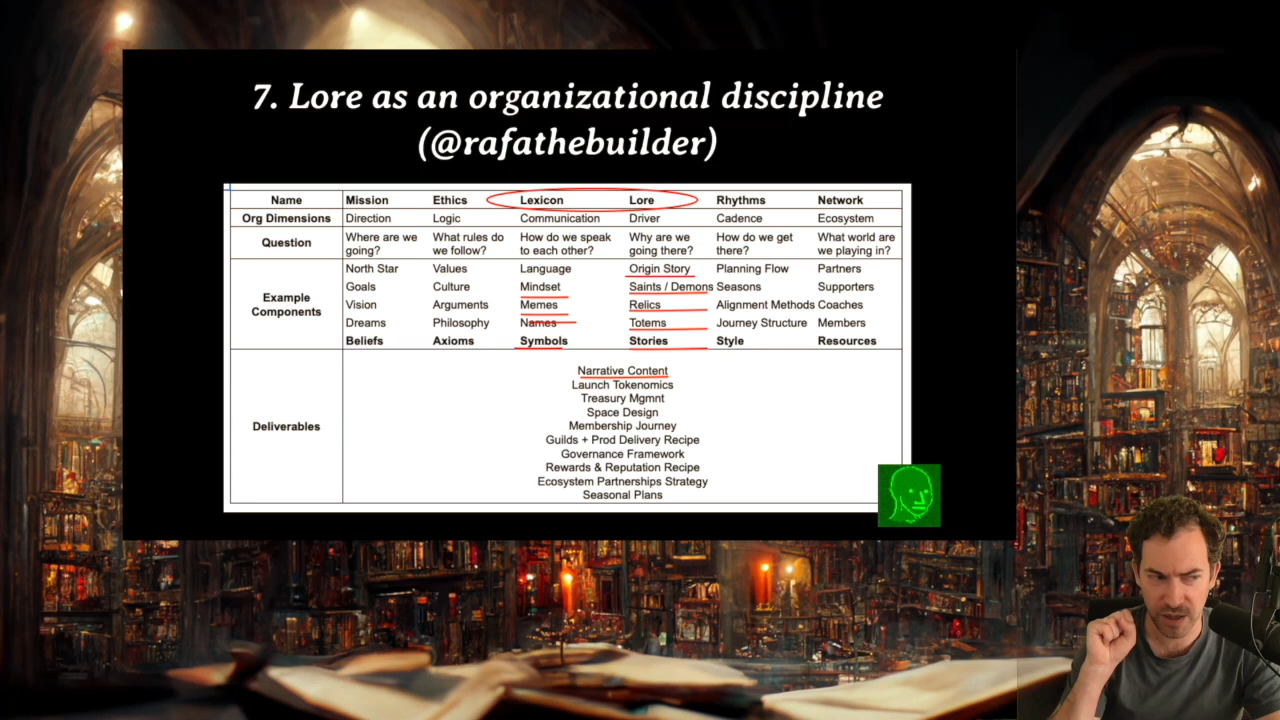 7. Lore as an organizational discipline
(@rafathebuilder)
Name Mission Ethics Lexicon Lore Rhythms Network
Org Dimensions Direction Logic Communication Driver Cadence Ecosystem
Question Where are we going? What rules do we follow? How do we speak to each other? Why are we going there? How do we get there? What world are we playing in?
Example Components
North Star Values Language Origin Story Planning Flow Partners
Goals Culture Mindset Saints / Demons Seasons Supporters
Vision Arguments Memes Relics Alignment Methods Coaches
Dreams Philosophy Names Totems Journey Structure Members
Beliefs Axioms Symbols Stories Style Resources
Deliverables
Narrative Content
Launch Tokenomics
Treasury Mgmnt
Space Design
Membership Journey
Guilds + Prod Delivery Recipe
Governance Framework
Rewards & Reputation Recipe
Ecosystem Partnerships Strategy
Seasonal Plans